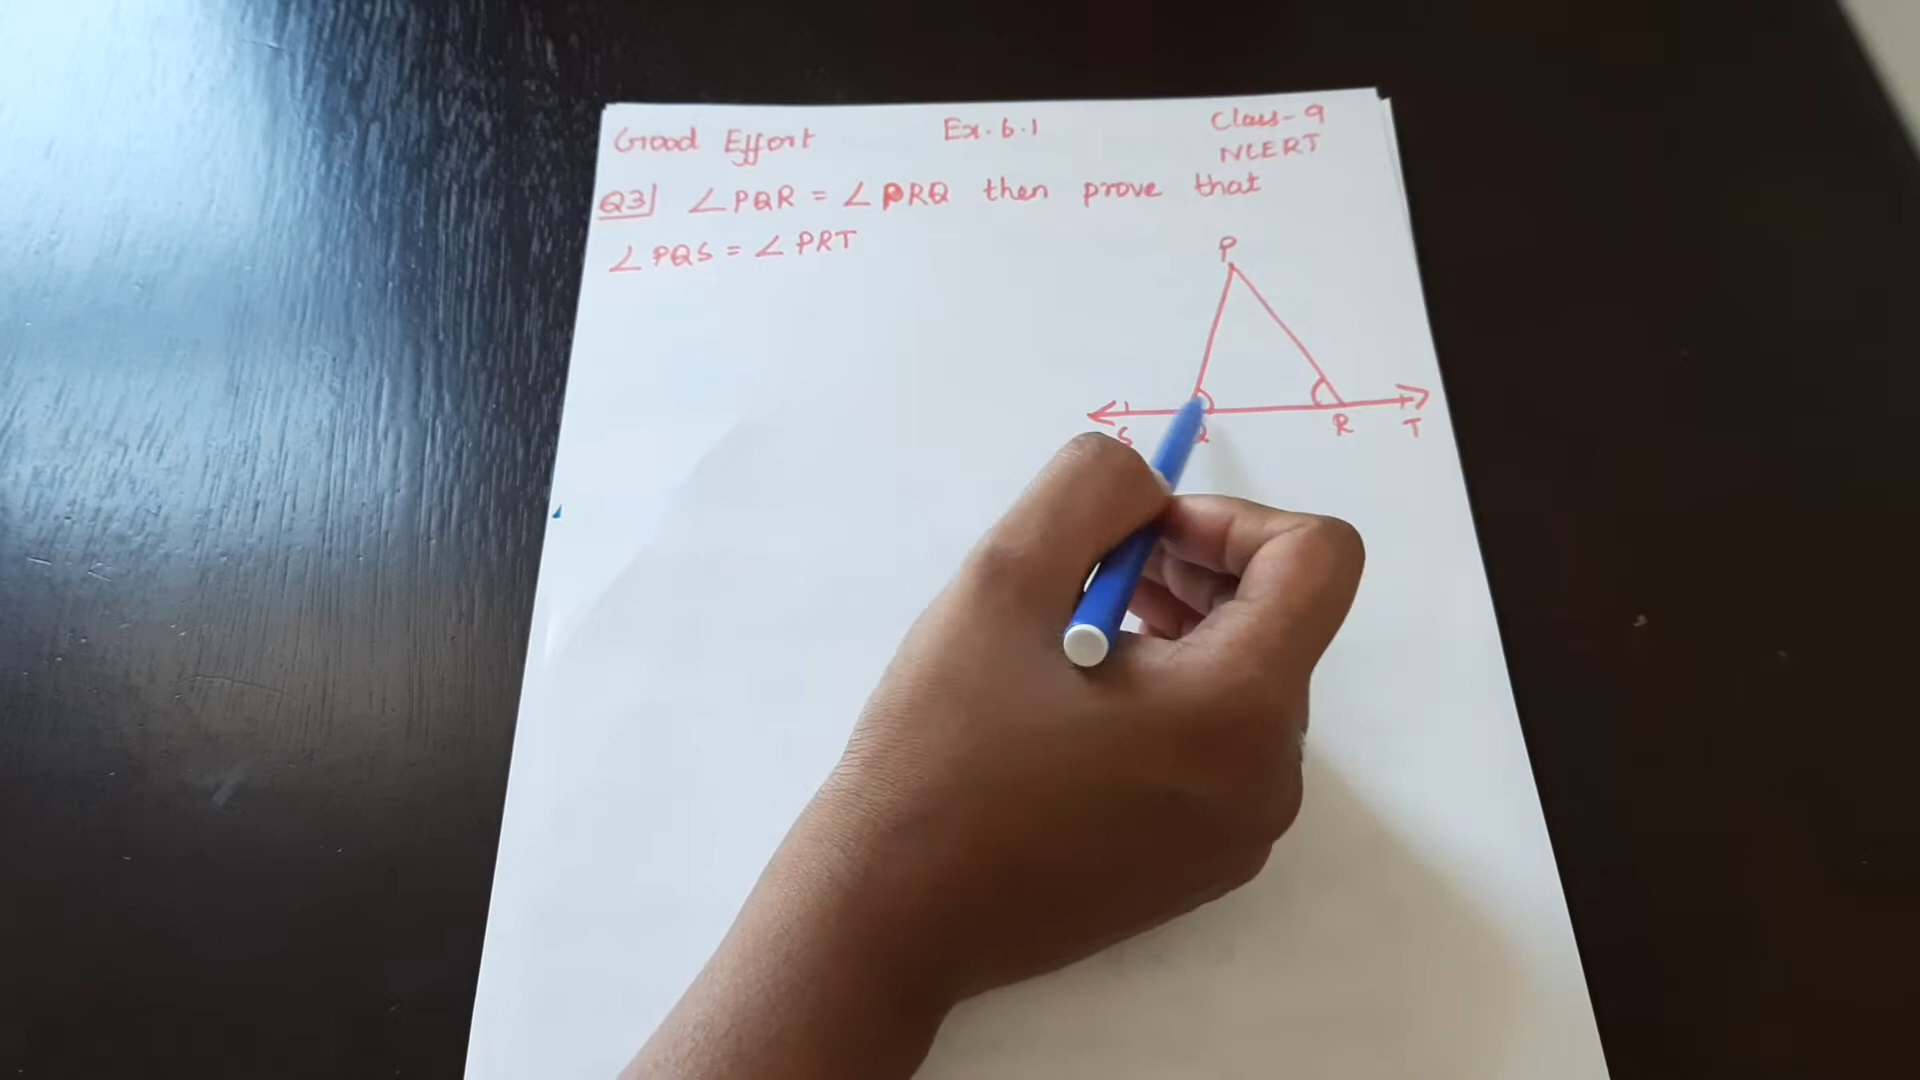 Good Effort Ex. 6.1 Class-9
NCERT
Q3) ∠PQR = ∠PRQ then prove that
∠PQS = ∠PRT
P
S Q R T